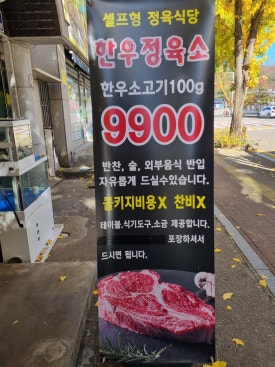 셀프형 정육식당
한우정육소
한우소고기100g
9900
반찬, 술, 외부음식 반입
자유롭게 드실수있습니다.
콜키지비용X 찬비X
테이블.식기도구.소금 제공합니다.
포장하셔서
드시면 됩니다.